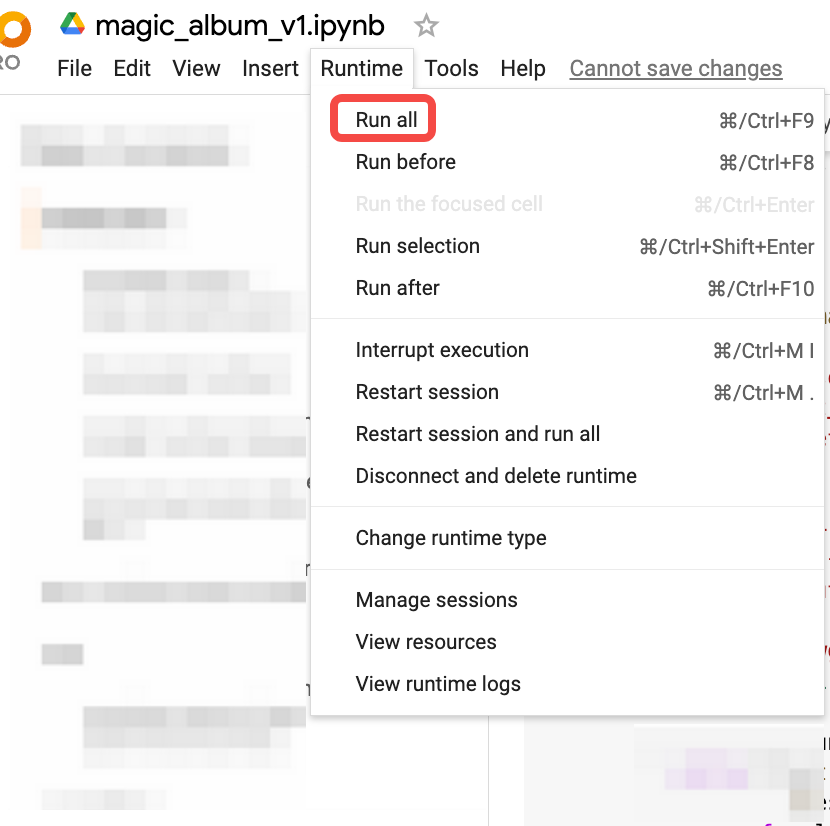 magic_album_v1.ipynb
File Edit View Insert Runtime Tools Help Cannot save changes
Run all ⌘/Ctrl+F9
Run before ⌘/Ctrl+F8
Run the focused cell ⌘/Ctrl+Enter
Run selection ⌘/Ctrl+Shift+Enter
Run after ⌘/Ctrl+F10
Interrupt execution ⌘/Ctrl+M I
Restart session ⌘/Ctrl+M .
Restart session and run all
Disconnect and delete runtime
Change runtime type
Manage sessions
View resources
View runtime logs